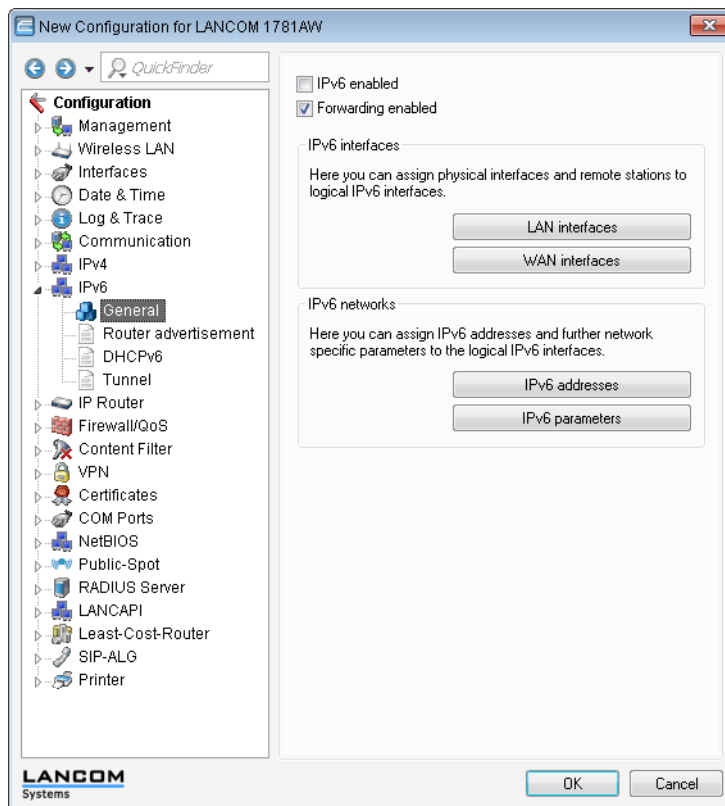 New Configuration for LANCOM 1781AW
QuickFinder
Configuration
Management
Wireless LAN
Interfaces
Date & Time
Log & Trace
Communication
IPv4
IPv6
General
Router advertisement
DHCPv6
Tunnel
IP Router
Firewall/QoS
Content Filter
VPN
Certificates
COM Ports
NetBIOS
Public-Spot
RADIUS Server
LANCAPI
Least-Cost-Router
SIP-ALG
Printer
IPv6 enabled
Forwarding enabled
IPv6 interfaces
Here you can assign physical interfaces and remote stations to
logical IPv6 interfaces.
LAN interfaces
WAN interfaces
IPv6 networks
Here you can assign IPv6 addresses and further network
specific parameters to the logical IPv6 interfaces.
IPv6 addresses
IPv6 parameters
LANCOM
Systems
OK
Cancel